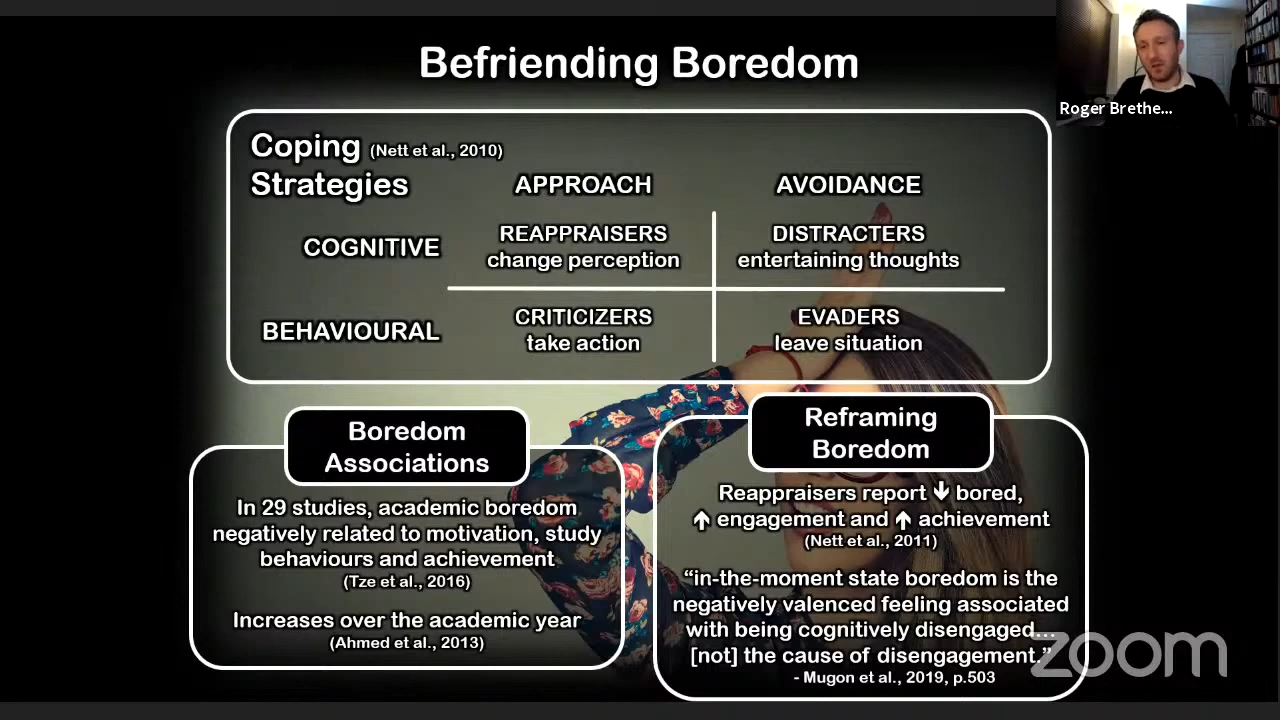 Befriending Boredom
Roger Brethe...
Coping (Nett et al., 2010)
Strategies
APPROACH
AVOIDANCE
COGNITIVE
REAPPRAISERS
change perception
DISTRACTERS
entertaining thoughts
BEHAVIOURAL
CRITICIZERS
take action
EVADERS
leave situation
Boredom
Associations
In 29 studies, academic boredom
negatively related to motivation, study
behaviours and achievement
(Tze et al., 2016)
Increases over the academic year
(Ahmed et al., 2013)
Reframing
Boredom
Reappraisers report ↓ bored,
↑ engagement and ↑ achievement
(Nett et al., 2011)
“in-the-moment state boredom is the
negatively valenced feeling associated
with being cognitively disengaged...
[not] the cause of disengagement.”
- Mugon et al., 2019, p.503
zoom